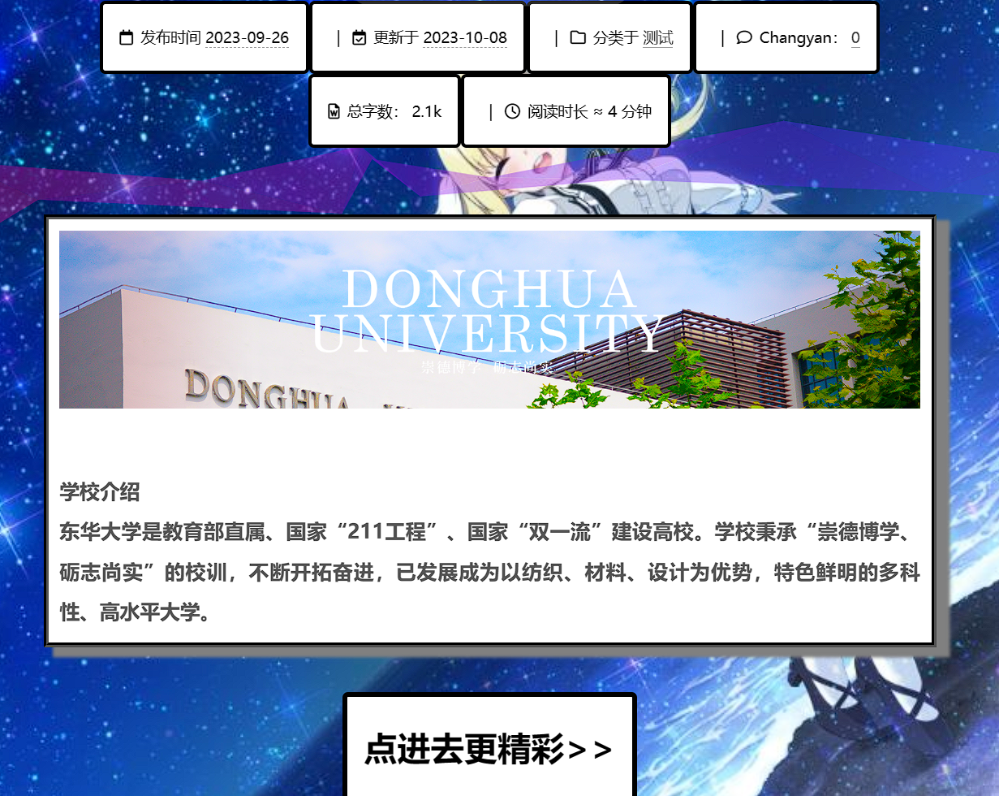 发布时间 2023-09-26 | 更新于 2023-10-08 | 分类于 测试 | Changyan： 0
总字数： 2.1k | 阅读时长 ≈ 4 分钟
DONGHUA
UNIVERSITY
崇德博学 砺志尚实
DONGHUA
学校介绍
东华大学是教育部直属、国家“211工程”、国家“双一流”建设高校。学校秉承“崇德博学、
砺志尚实”的校训，不断开拓奋进，已发展成为以纺织、材料、设计为优势，特色鲜明的多科
性、高水平大学。
点进去更精彩>>